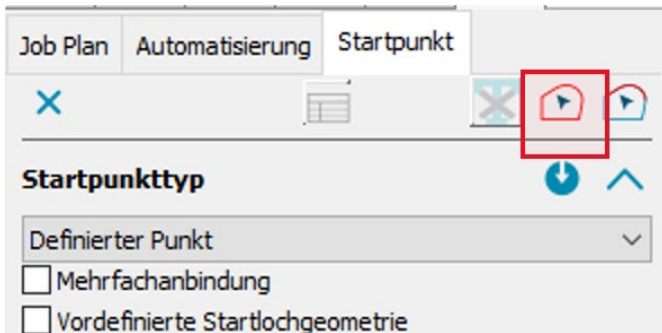 Job Plan Automatisierung Startpunkt
Startpunkttyp
Definierter Punkt
Mehrfachanbindung
Vordefinierte Startlochgeometrie